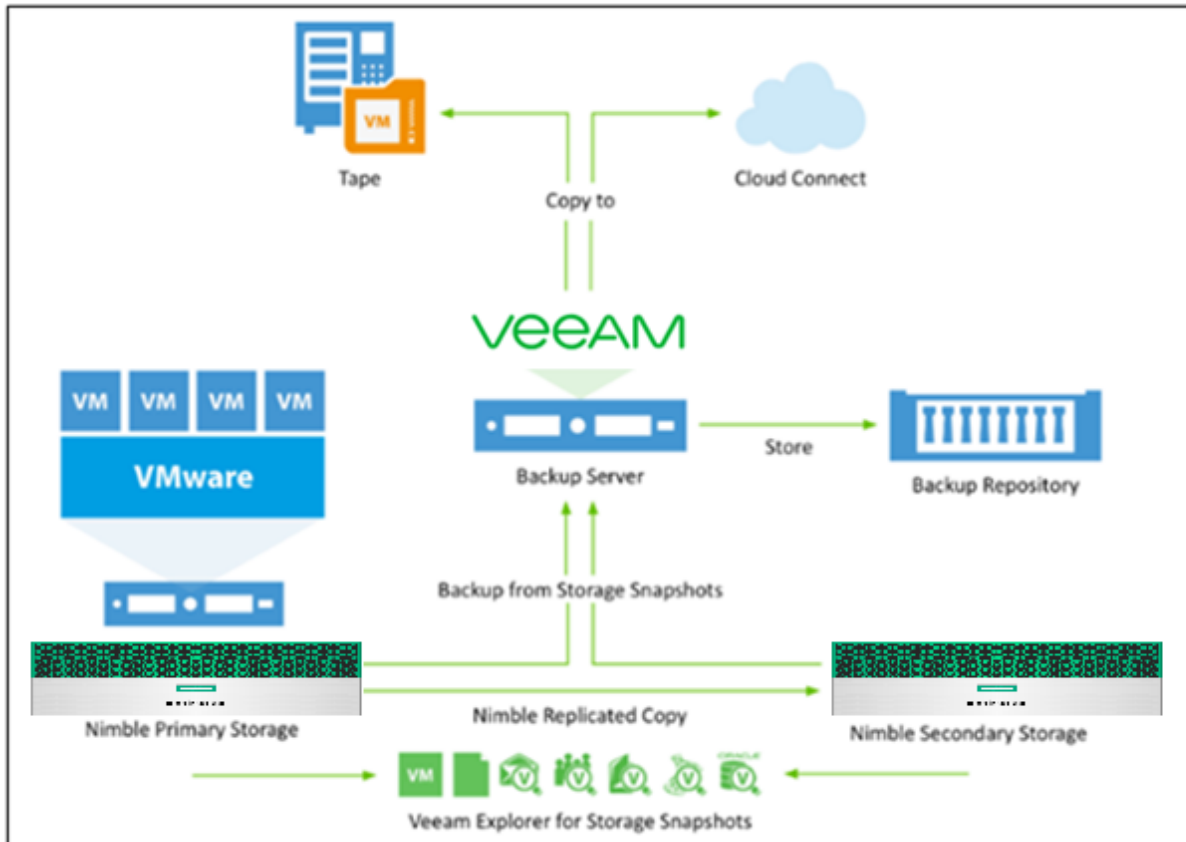 VM
Tape
Cloud Connect
Copy to
veeAM
VM VM VM VM
VMware
Backup Server
Store
Backup Repository
Backup from Storage Snapshots
Nimble Primary Storage
Nimble Replicated Copy
Nimble Secondary Storage
VM
V V V V V
ORACLE
Veeam Explorer for Storage Snapshots